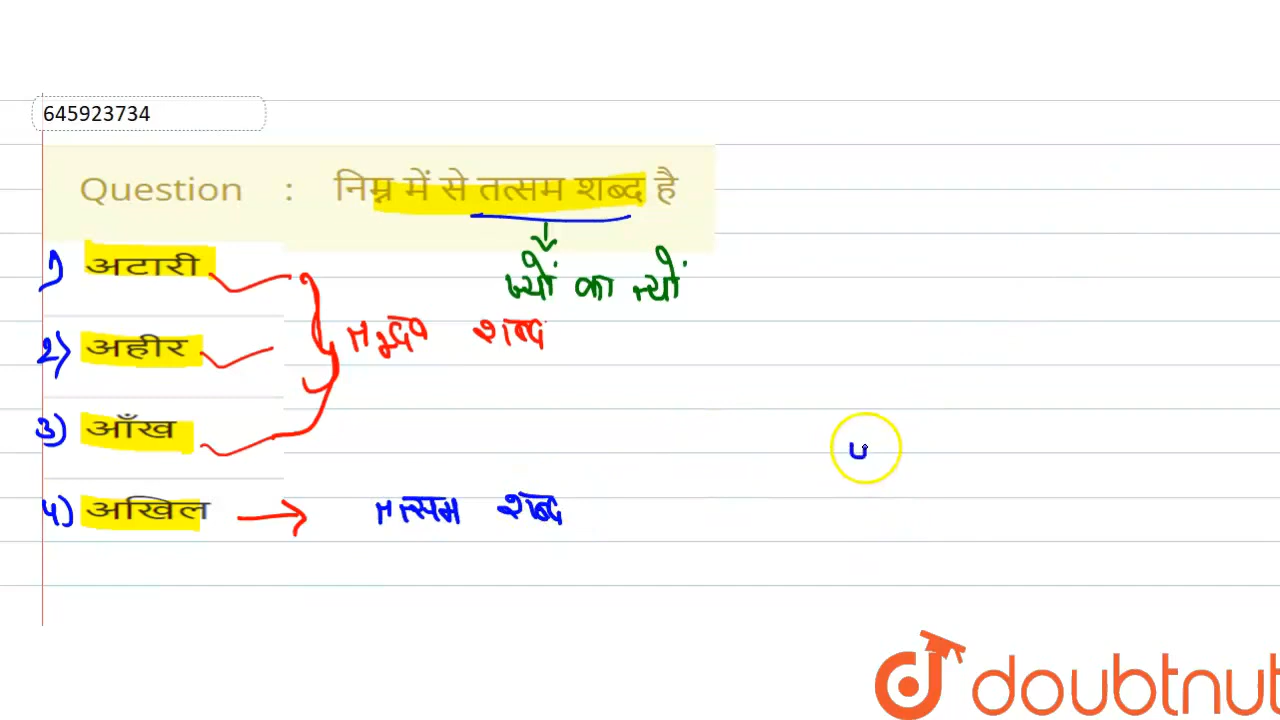 645923734
Question : निम्न में से तत्सम शब्द है
1) अटारी
ज्यों का त्यों
2) अहीर
तद्भव शब्द
3) आँख
4) अखिल → तत्सम शब्द
doubtnut